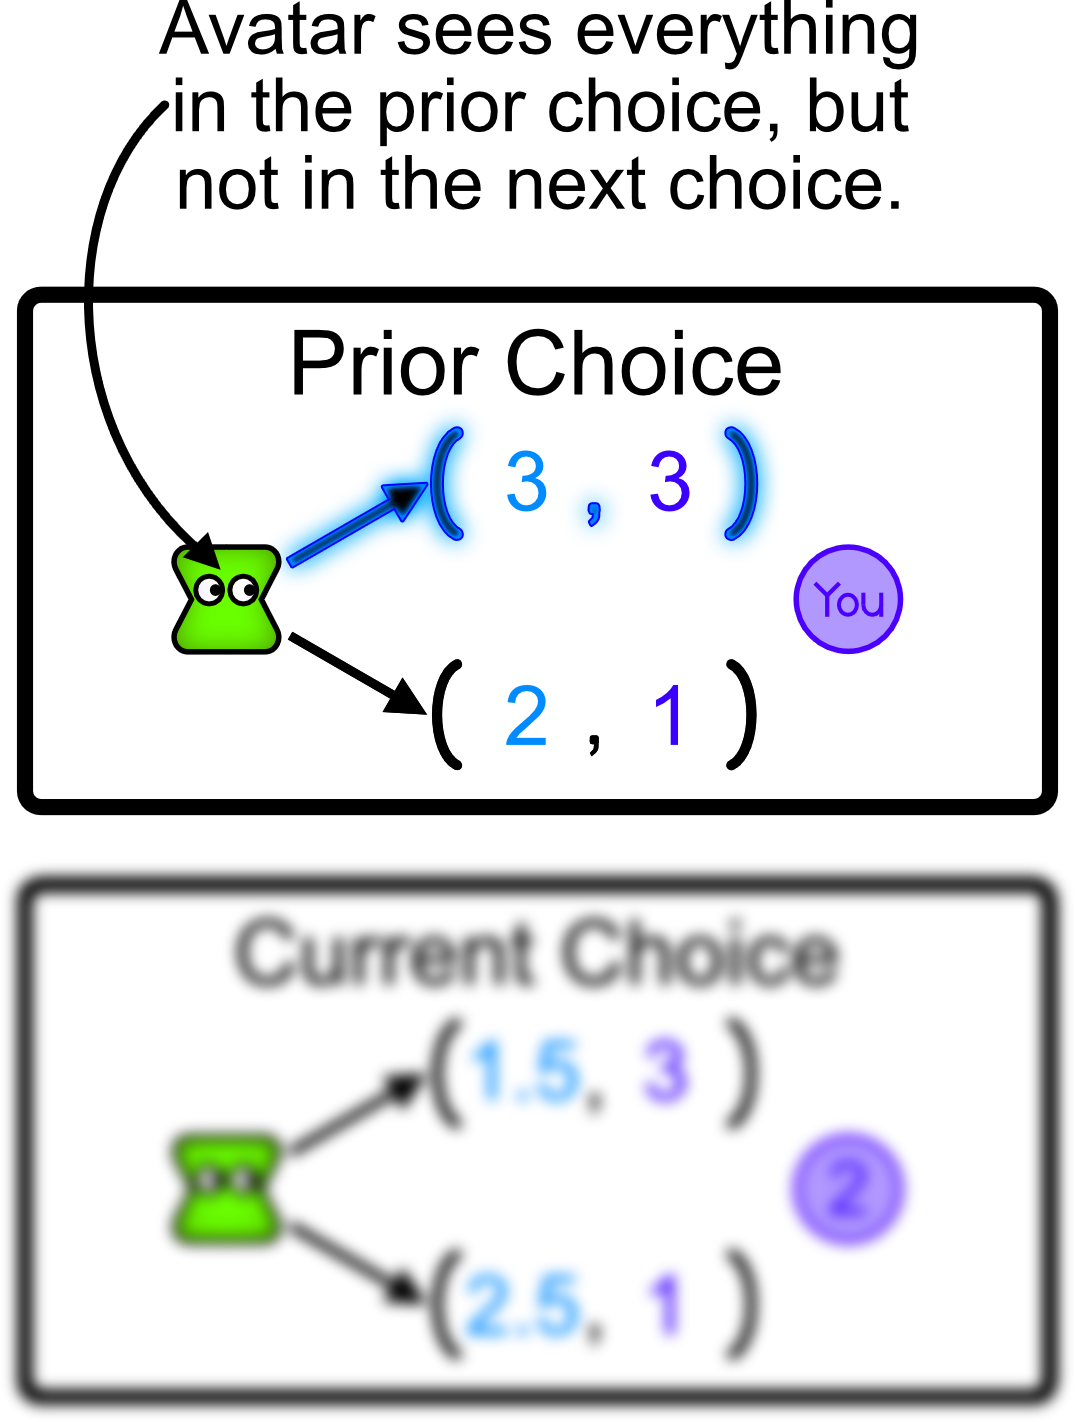 Avatar sees everything
in the prior choice, but
not in the next choice.
Prior Choice
( 3 , 3 )
You
( 2 , 1 )
Current Choice
(1.5, 3 )
2
(2.5, 1 )